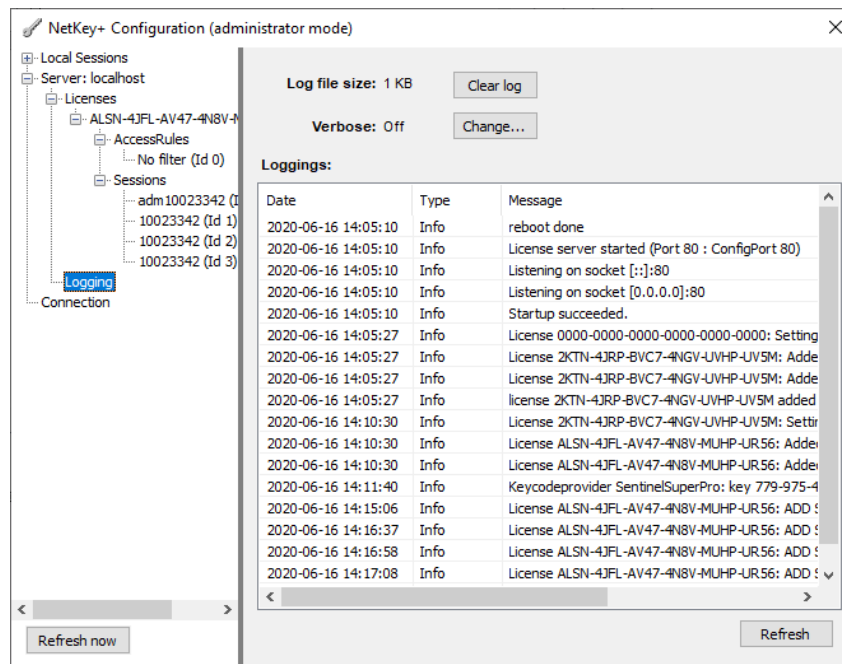 NetKey+ Configuration (administrator mode)
Local Sessions
Server: localhost
Licenses
ALSN-4JFL-AV47-4N8V-M
AccessRules
No filter (Id 0)
Sessions
adm10023342 (I
10023342 (Id 1)
10023342 (Id 2)
10023342 (Id 3)
Logging
Connection
Refresh now
Log file size: 1 KB Clear log
Verbose: Off Change...
Loggings:
Date Type Message
2020-06-16 14:05:10 Info reboot done
2020-06-16 14:05:10 Info License server started (Port 80 : ConfigPort 80)
2020-06-16 14:05:10 Info Listening on socket [::]:80
2020-06-16 14:05:10 Info Listening on socket [0.0.0.0]:80
2020-06-16 14:05:10 Info Startup succeeded.
2020-06-16 14:05:27 Info License 0000-0000-0000-0000-0000-0000: Setting
2020-06-16 14:05:27 Info License 2KTN-4JRP-BVC7-4NGV-UVHP-UV5M: Adde
2020-06-16 14:05:27 Info License 2KTN-4JRP-BVC7-4NGV-UVHP-UV5M: Adde
2020-06-16 14:05:27 Info license 2KTN-4JRP-BVC7-4NGV-UVHP-UV5M added
2020-06-16 14:10:30 Info License 2KTN-4JRP-BVC7-4NGV-UVHP-UV5M: Settin
2020-06-16 14:10:30 Info License ALSN-4JFL-AV47-4N8V-MUHP-UR56: Added
2020-06-16 14:10:30 Info License ALSN-4JFL-AV47-4N8V-MUHP-UR56: Added
2020-06-16 14:11:40 Info Keycodeprovider SentinelSuperPro: key 779-975-4
2020-06-16 14:15:06 Info License ALSN-4JFL-AV47-4N8V-MUHP-UR56: ADD S
2020-06-16 14:16:37 Info License ALSN-4JFL-AV47-4N8V-MUHP-UR56: ADD S
2020-06-16 14:16:58 Info License ALSN-4JFL-AV47-4N8V-MUHP-UR56: ADD S
2020-06-16 14:17:08 Info License ALSN-4JFL-AV47-4N8V-MUHP-UR56: ADD S
Refresh